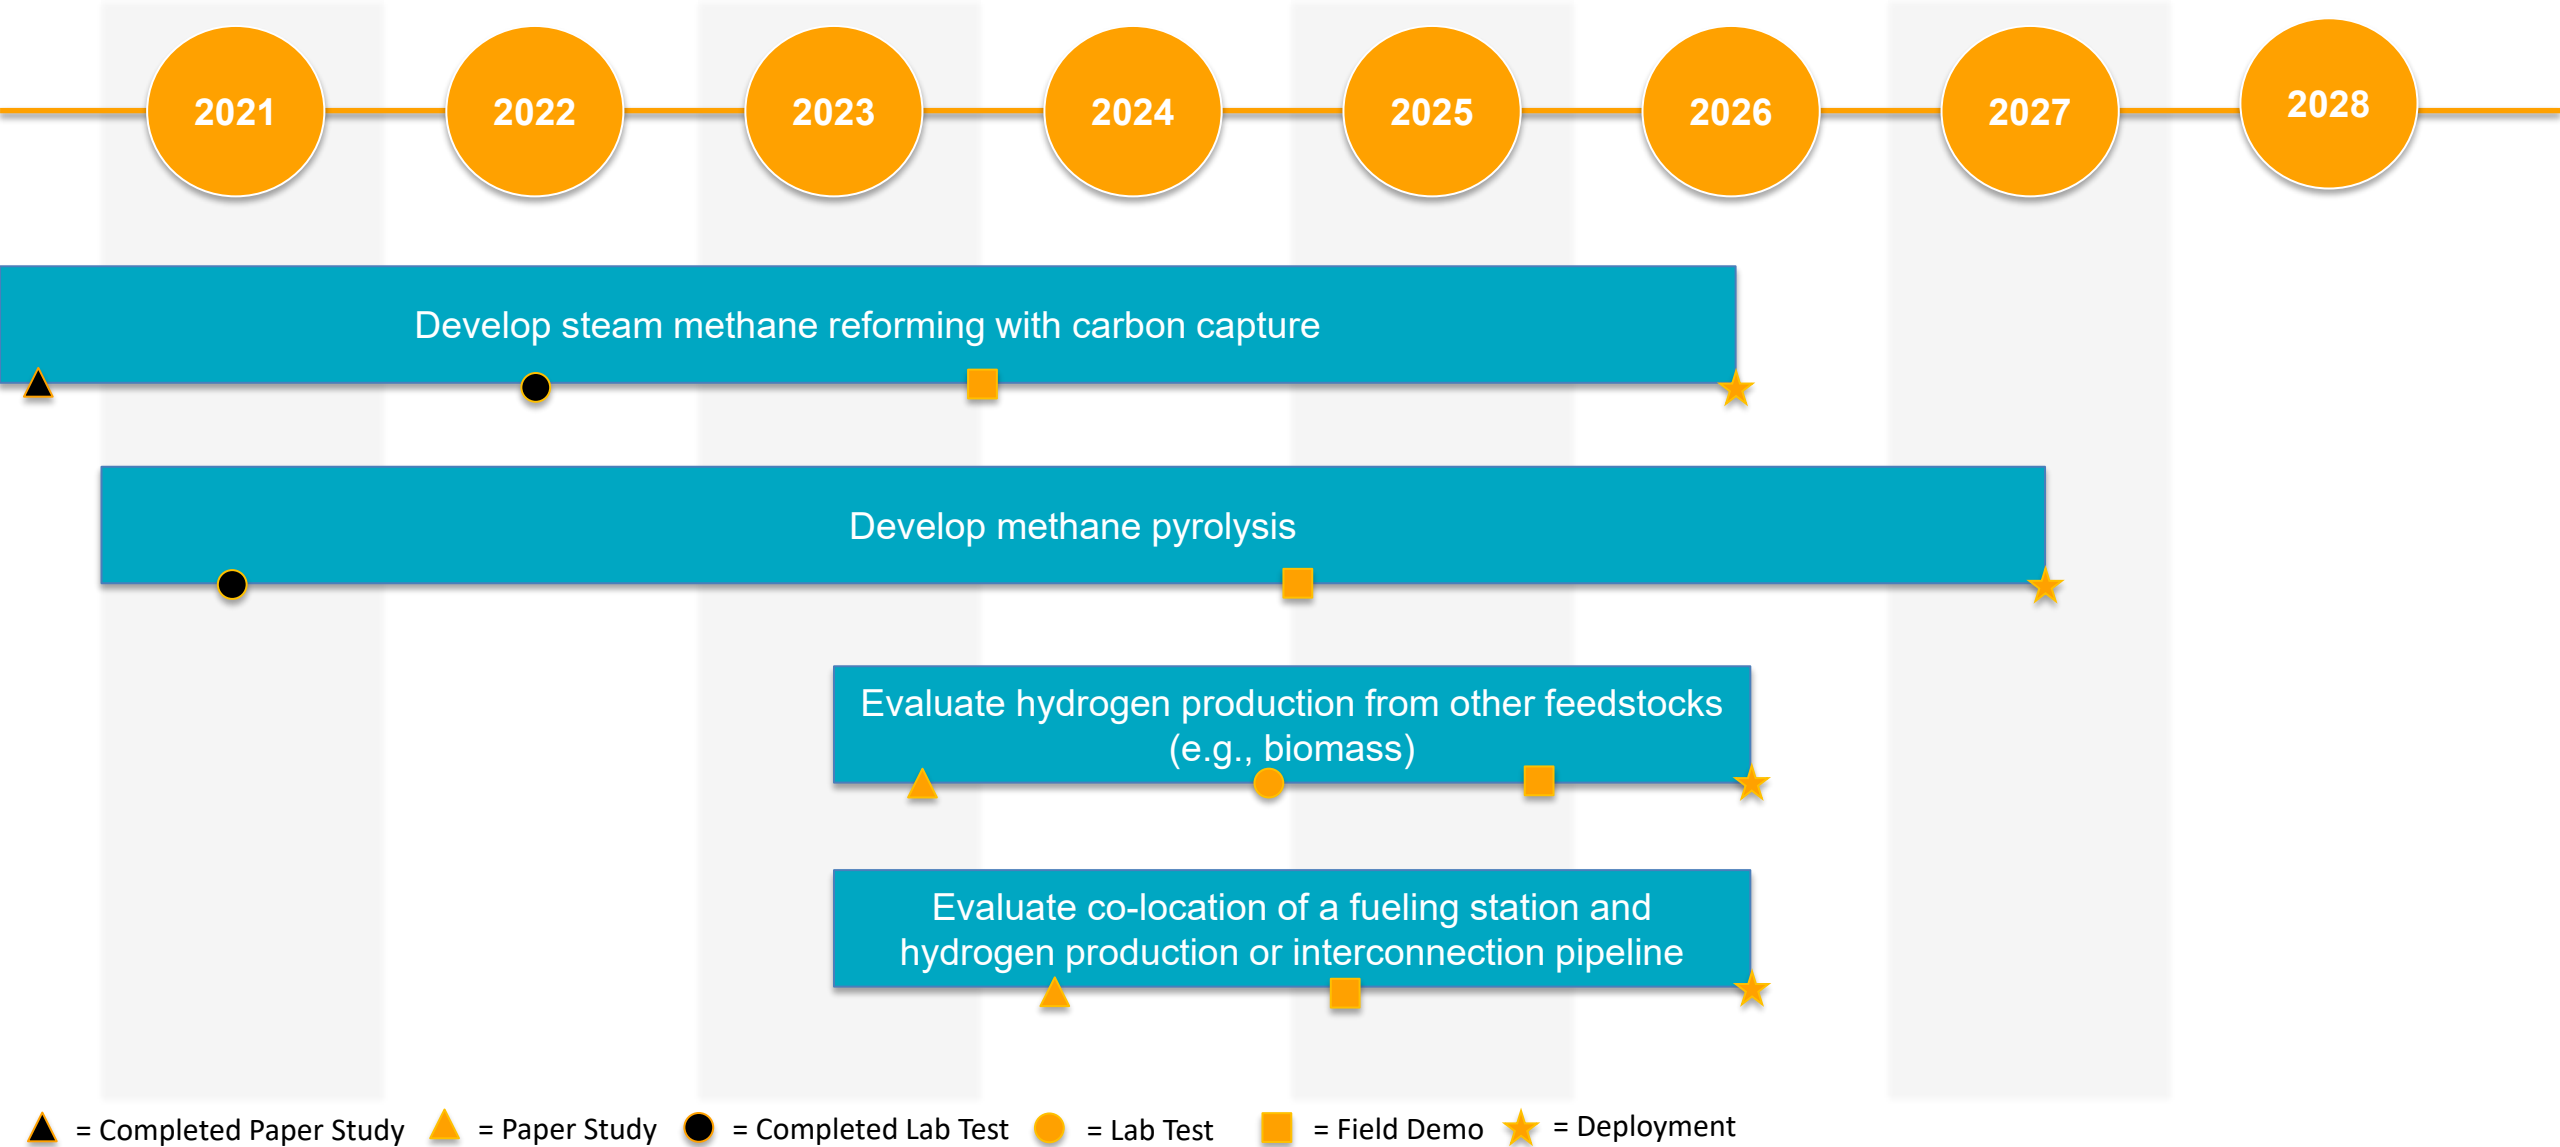 2021
2022
2023
2024
2025
2026
2027
2028
Develop steam methane reforming with carbon capture
Develop methane pyrolysis
Evaluate hydrogen production from other feedstocks
(e.g., biomass)
Evaluate co-location of a fueling station and
hydrogen production or interconnection pipeline
= Completed Paper Study
= Paper Study
= Completed Lab Test
= Lab Test
= Field Demo
= Deployment